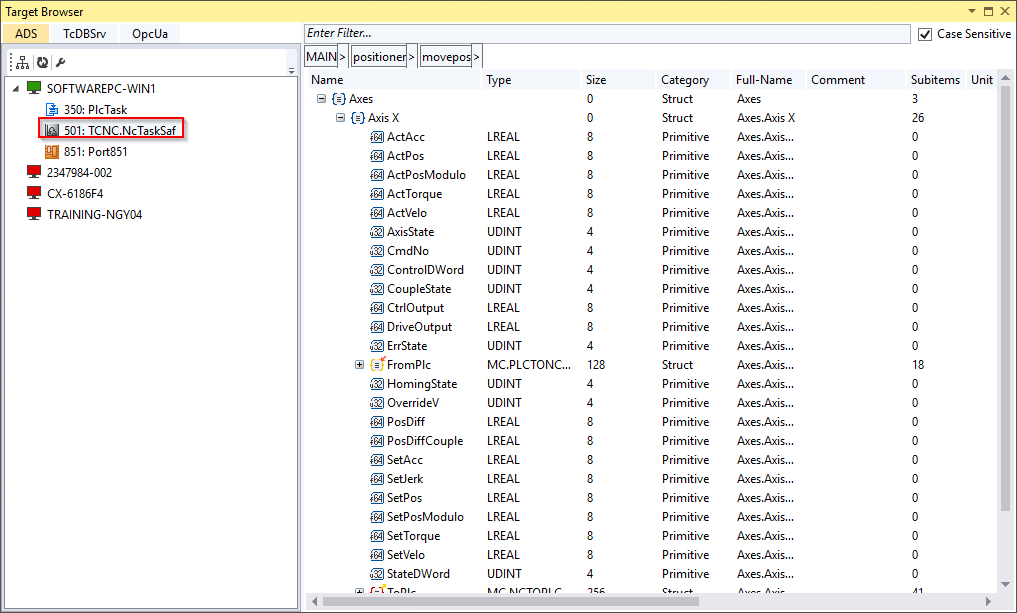 Target Browser
ADS TcDBSrv OpcUa
Enter Filter... Case Sensitive
MAIN > positioner > movepos >
SOFTWAREPC-WIN1
350: PlcTask
501: TCNC.NcTaskSaf
851: Port851
2347984-002
CX-6186F4
TRAINING-NGY04
Name Type Size Category Full-Name Comment Subitems Unit
Axes 0 Struct Axes 3
Axis X 0 Struct Axes.Axis X 26
ActAcc LREAL 8 Primitive Axes.Axis... 0
ActPos LREAL 8 Primitive Axes.Axis... 0
ActPosModulo LREAL 8 Primitive Axes.Axis... 0
ActTorque LREAL 8 Primitive Axes.Axis... 0
ActVelo LREAL 8 Primitive Axes.Axis... 0
AxisState UDINT 4 Primitive Axes.Axis... 0
CmdNo UDINT 4 Primitive Axes.Axis... 0
ControlDWord UDINT 4 Primitive Axes.Axis... 0
CoupleState UDINT 4 Primitive Axes.Axis... 0
CtrlOutput LREAL 8 Primitive Axes.Axis... 0
DriveOutput LREAL 8 Primitive Axes.Axis... 0
ErrState UDINT 4 Primitive Axes.Axis... 0
FromPlc MC.PLCTONC... 128 Struct Axes.Axis... 18
HomingState UDINT 4 Primitive Axes.Axis... 0
OverrideV UDINT 4 Primitive Axes.Axis... 0
PosDiff LREAL 8 Primitive Axes.Axis... 0
PosDiffCouple LREAL 8 Primitive Axes.Axis... 0
SetAcc LREAL 8 Primitive Axes.Axis... 0
SetJerk LREAL 8 Primitive Axes.Axis... 0
SetPos LREAL 8 Primitive Axes.Axis... 0
SetPosModulo LREAL 8 Primitive Axes.Axis... 0
SetTorque LREAL 8 Primitive Axes.Axis... 0
SetVelo LREAL 8 Primitive Axes.Axis... 0
StateDWord UDINT 4 Primitive Axes.Axis... 0
ToPlc MC.NCTOPLC... 256 Struct Axes.Axis... 41